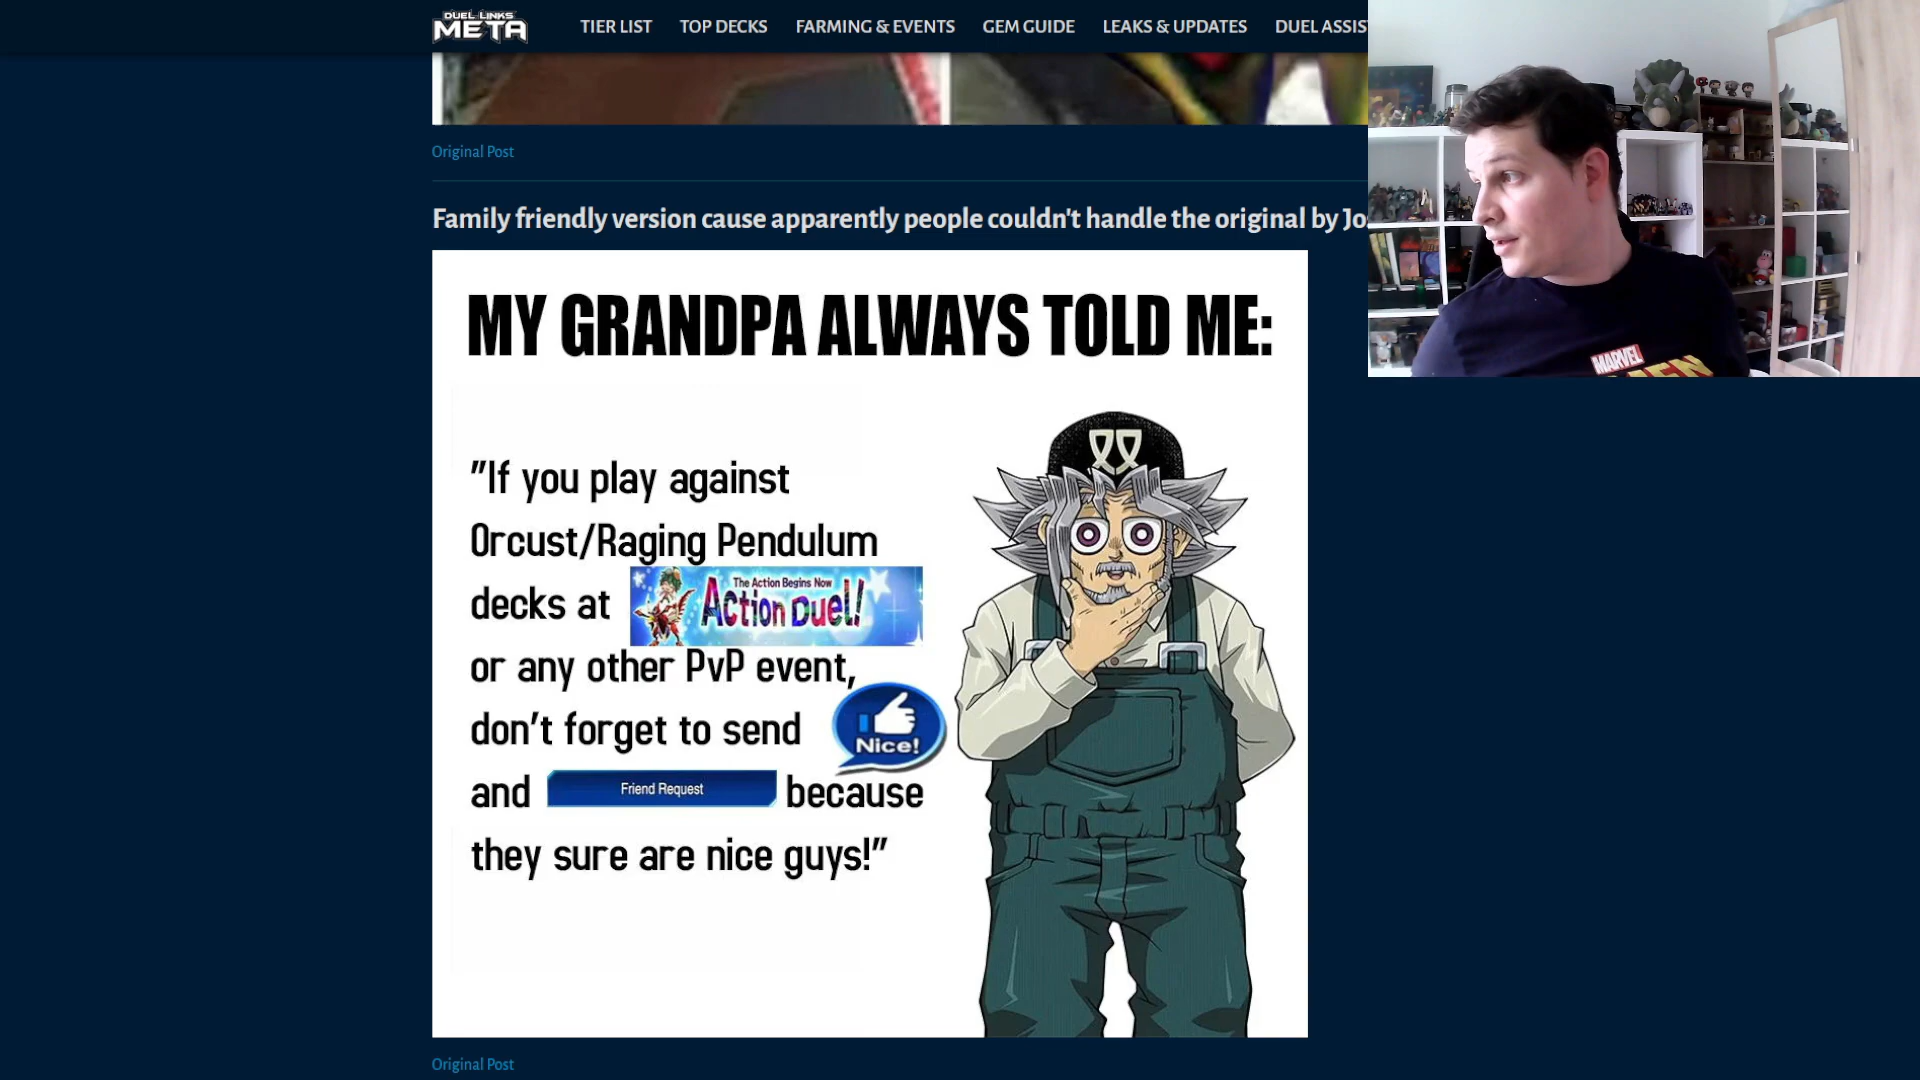 DUEL LINKS
META
TIER LIST
TOP DECKS
FARMING & EVENTS
GEM GUIDE
LEAKS & UPDATES
DUEL ASSIS
Original Post
Family friendly version cause apparently people couldn't handle the original by Jo
MY GRANDPA ALWAYS TOLD ME:
"If you play against
Orcust/Raging Pendulum
decks at
The Action Begins Now
Action Duel!
or any other PvP event,
don't forget to send
Nice!
and Friend Request because
they sure are nice guys!"
MARVEL
Original Post